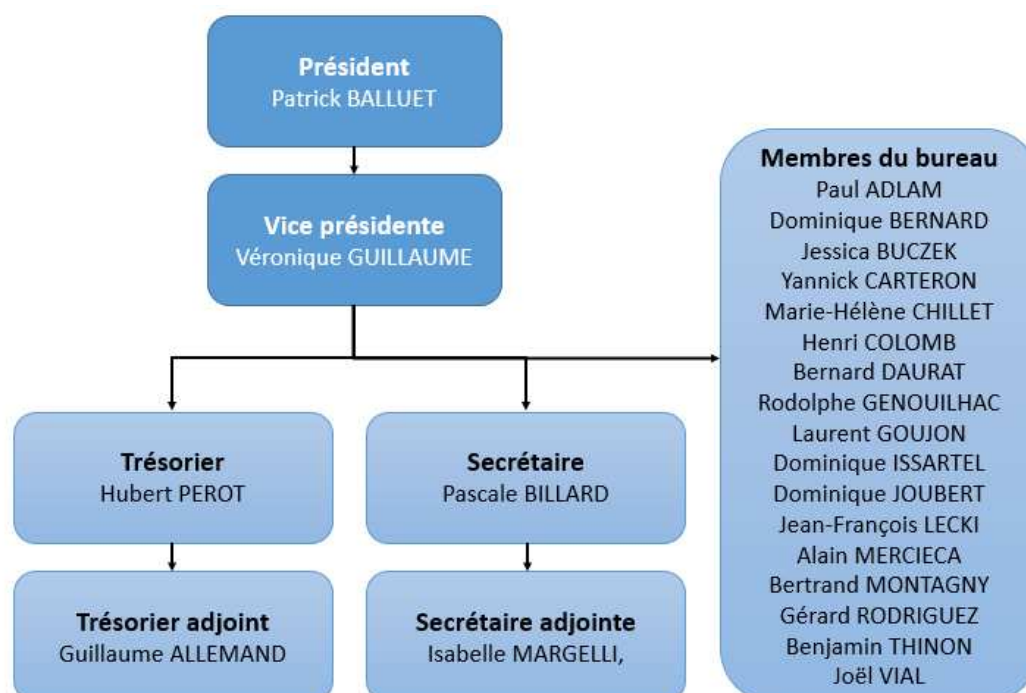 Président
Patrick BALLUET
Vice présidente
Véronique GUILLAUME
Trésorier
Hubert PEROT
Secrétaire
Pascale BILLARD
Trésorier adjoint
Guillaume ALLEMAND
Secrétaire adjointe
Isabelle MARGELLI,
Membres du bureau
Paul ADLAM
Dominique BERNARD
Jessica BUCZEK
Yannick CARTERON
Marie-Hélène CHILLET
Henri COLOMB
Bernard DAURAT
Rodolphe GENOUILHAC
Laurent GOUJON
Dominique ISSARTEL
Dominique JOUBERT
Jean-François LECKI
Alain MERCIECA
Bertrand MONTAGNY
Gérard RODRIGUEZ
Benjamin THINON
Joël VIAL